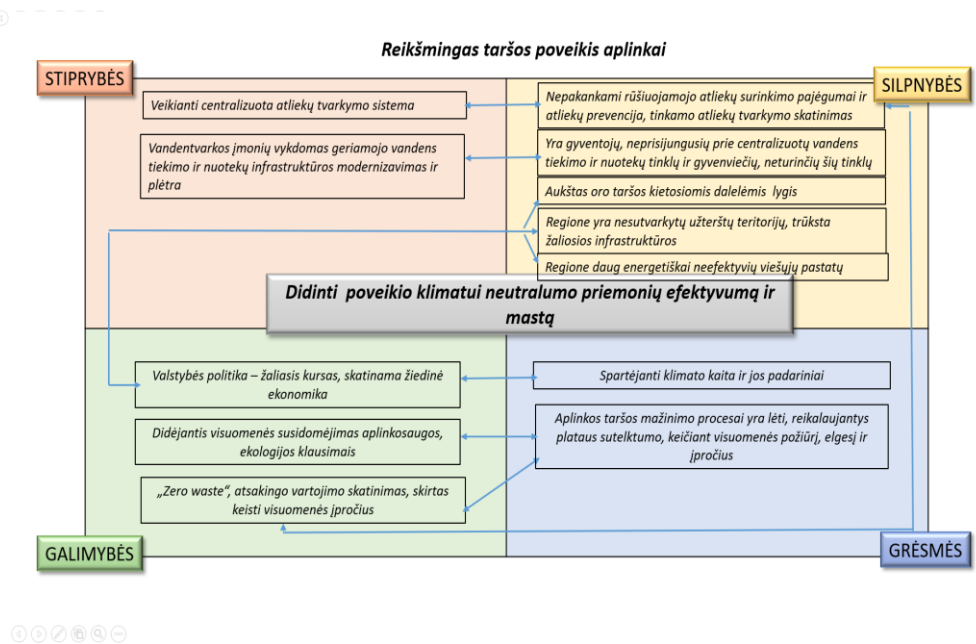 Reikšmingas taršos poveikis aplinkai
STIPRYBĖS
SILPNYBĖS
Veikianti centralizuota atliekų tvarkymo sistema
Vandentvarkos įmonių vykdomas geriamojo vandens
tiekimo ir nuotekų infrastruktūros modernizavimas ir
plėtra
Nepakankami rūšiuojamojo atliekų surinkimo pajėgumai ir
atliekų prevencija, tinkamo atliekų tvarkymo skatinimas
Yra gyventojų, neprisijungusių prie centralizuotų vandens
tiekimo ir nuotekų tinklų ir gyvenviečių, neturinčių šių tinklų
Aukštas oro taršos kietosiomis dalelėmis lygis
Regione yra nesutvarkytų užterštų teritorijų, trūksta
žaliosios infrastruktūros
Regione daug energetiškai neefektyvių viešųjų pastatų
Didinti poveikio klimatui neutralumo priemonių efektyvumą ir
mastą
Valstybės politika – žaliasis kursas, skatinama žiedinė
ekonomika
Didėjantis visuomenės susidomėjimas aplinkosaugos,
ekologijos klausimais
„Zero waste“, atsakingo vartojimo skatinimas, skirtas
keisti visuomenės įpročius
Spartėjanti klimato kaita ir jos padariniai
Aplinkos taršos mažinimo procesai yra lėti, reikalaujantys
plataus sutelktumo, keičiant visuomenės požiūrį, elgesį ir
įpročius
GALIMYBĖS
GRĖSMĖS